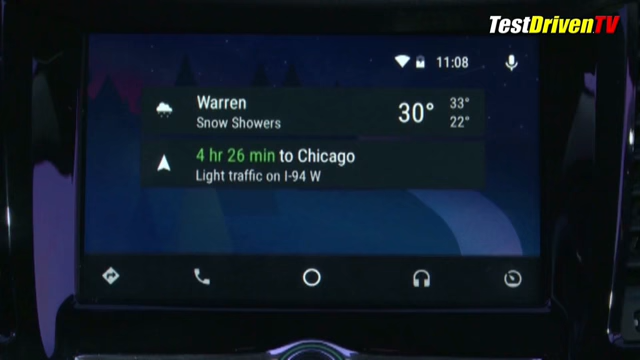 TestDrivenTV
11:08
Warren
Snow Showers
30°
33°
22°
4 hr 26 min to Chicago
Light traffic on I-94 W